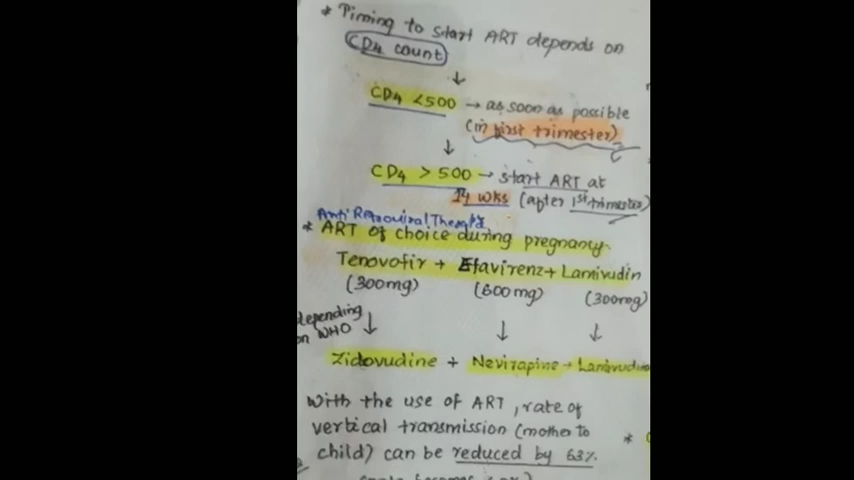 * Timing to start ART depends on
CD4 count
↓
CD4 <500 → as soon as possible
(in first trimester)
↓
CD4 > 500 → start ART at
14 wks (after 1st trimester)
Anti Retroviral Therapy
* ART of choice during pregnancy
Tenovofir + Efavirenz + Lamivudin
(300mg) (600mg) (300mg)
depending
on WHO
↓ ↓ ↓
Zidovudine + Nevirapine + Lamivudin
With the use of ART, rate of
vertical transmission (mother to
child) can be reduced by 63%
*